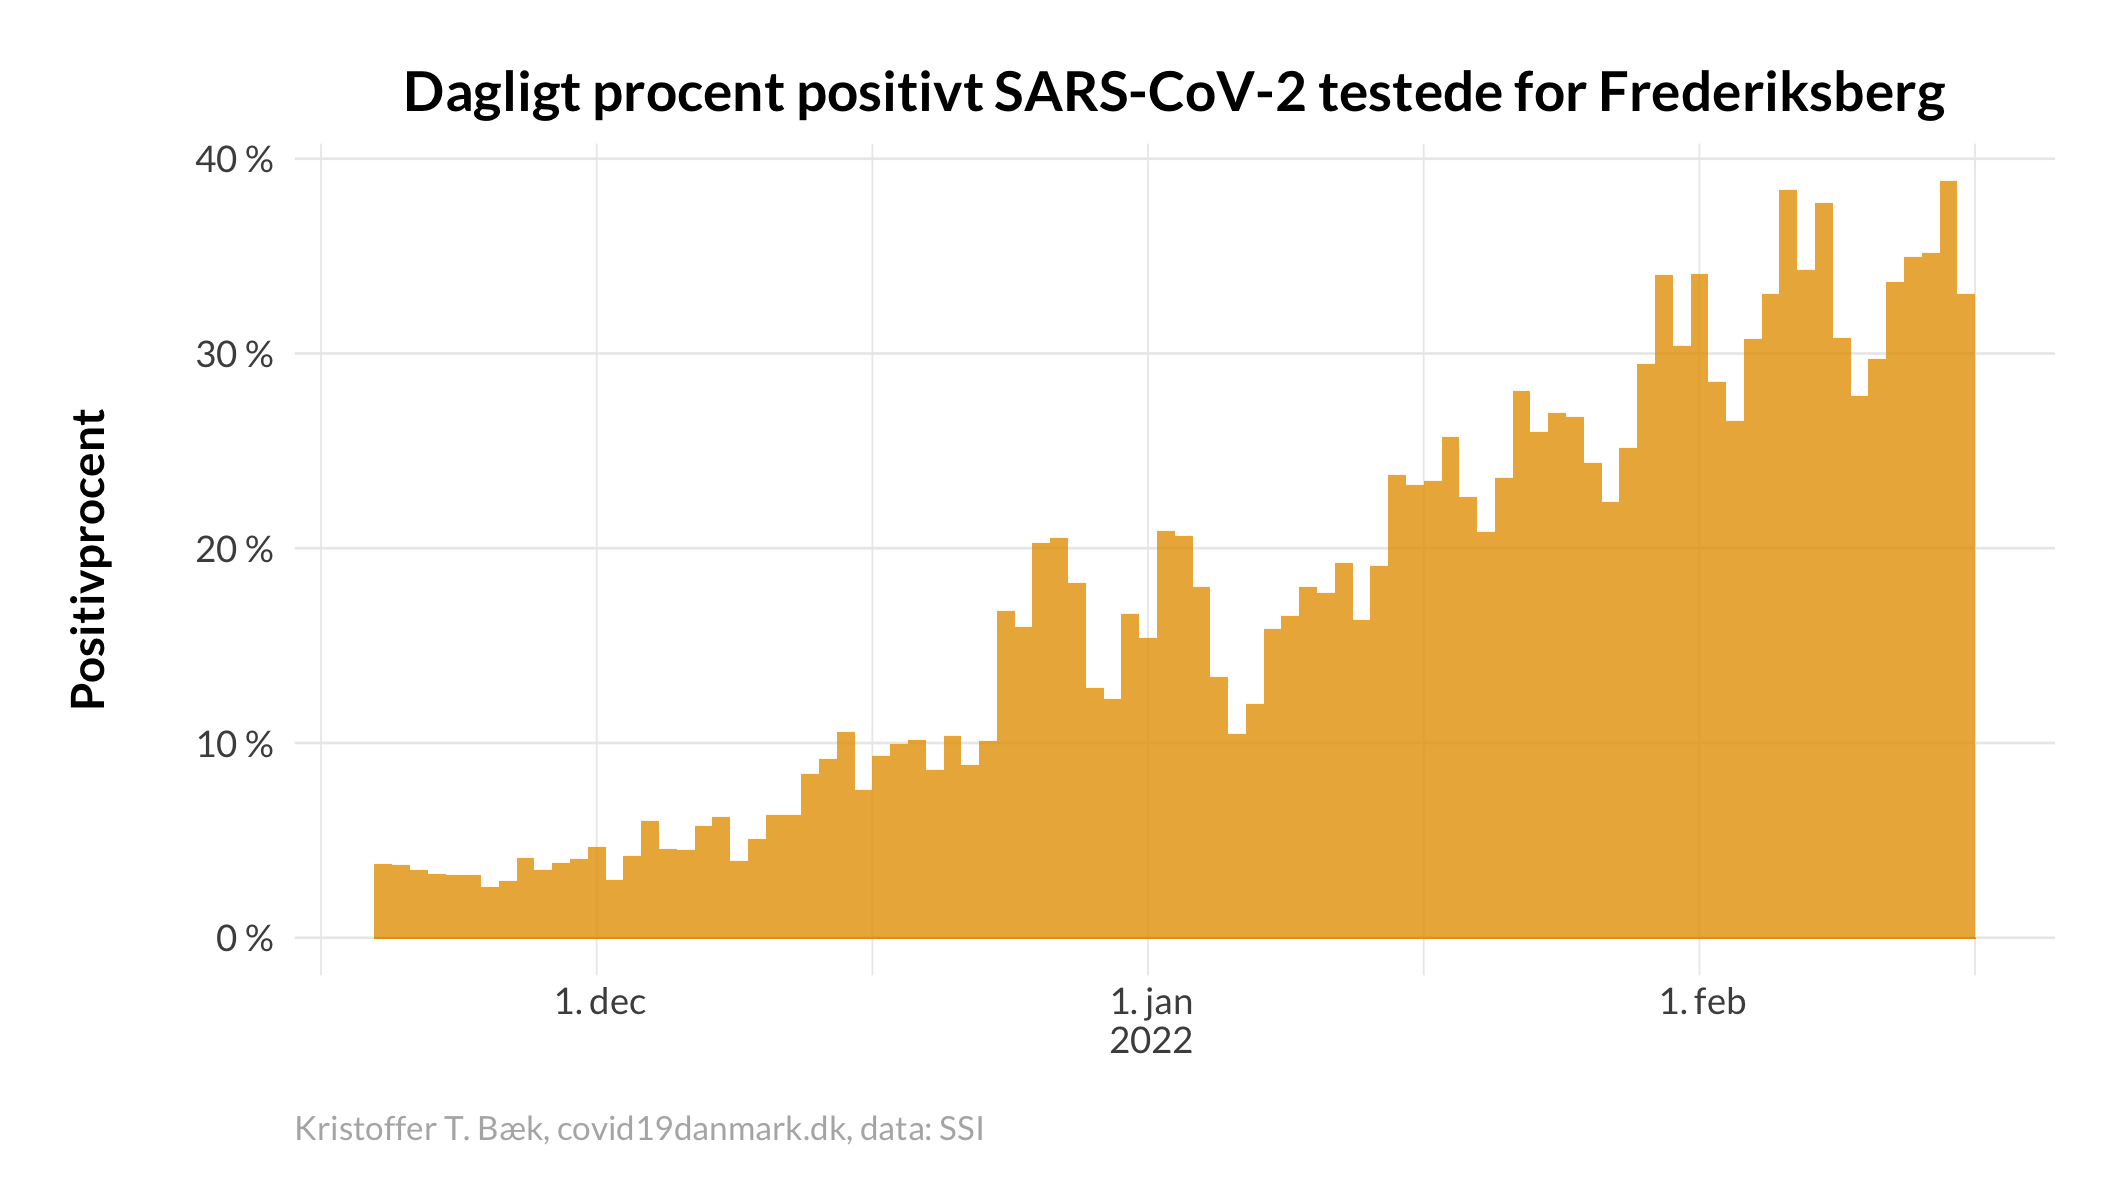 Dagligt procent positivt SARS-CoV-2 testede for Frederiksberg
Positivprocent
40 %
30 %
20 %
10 %
0 %
1. dec
1. jan
2022
1. feb
Kristoffer T. Bæk, covid19danmark.dk, data: SSI